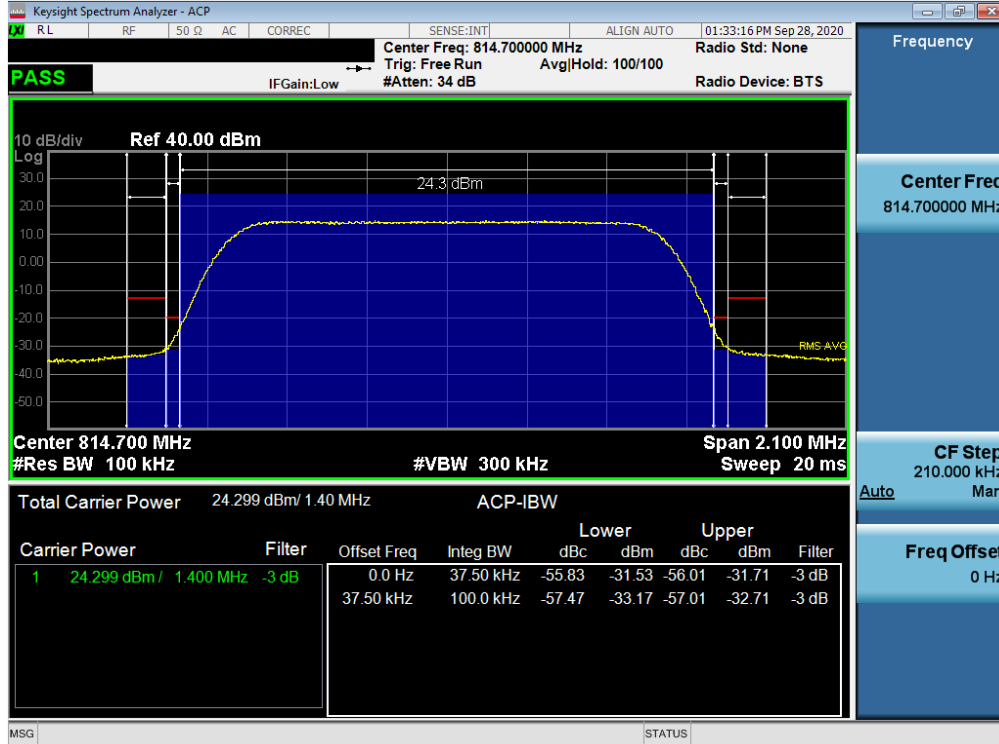 Keysight Spectrum Analyzer - ACP
LXI RL RF 50 Ω AC CORREC SENSE:INT ALIGN AUTO 01:33:16 PM Sep 28, 2020
Center Freq: 814.700000 MHz Radio Std: None
Trig: Free Run Avg|Hold: 100/100
PASS IFGain:Low #Atten: 34 dB Radio Device: BTS
10 dB/div Ref 40.00 dBm
Log
30.0
24.3 dBm
20.0
10.0
0.00
-10.0
-20.0
-30.0
RMS AVG
-40.0
-50.0
Center 814.700 MHz Span 2.100 MHz
#Res BW 100 kHz #VBW 300 kHz Sweep 20 ms
Total Carrier Power 24.299 dBm/ 1.40 MHz ACP-IBW
Lower Upper
Carrier Power Filter Offset Freq Integ BW dBc dBm dBc dBm Filter
1 24.299 dBm / 1.400 MHz -3 dB 0.0 Hz 37.50 kHz -55.83 -31.53 -56.01 -31.71 -3 dB
37.50 kHz 100.0 kHz -57.47 -33.17 -57.01 -32.71 -3 dB
MSG STATUS
Frequency
Center Freq
814.700000 MHz
CF Step
210.000 kHz
Auto Man
Freq Offset
0 Hz